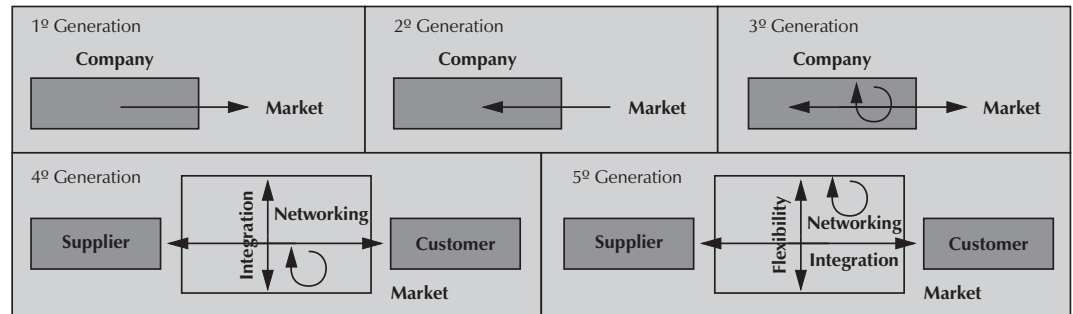 1º Generation
Company
Market
2º Generation
Company
Market
3º Generation
Company
Market
4º Generation
Integration
Networking
Supplier
Customer
Market
5º Generation
Flexibility
Networking
Supplier
Integration
Customer
Market